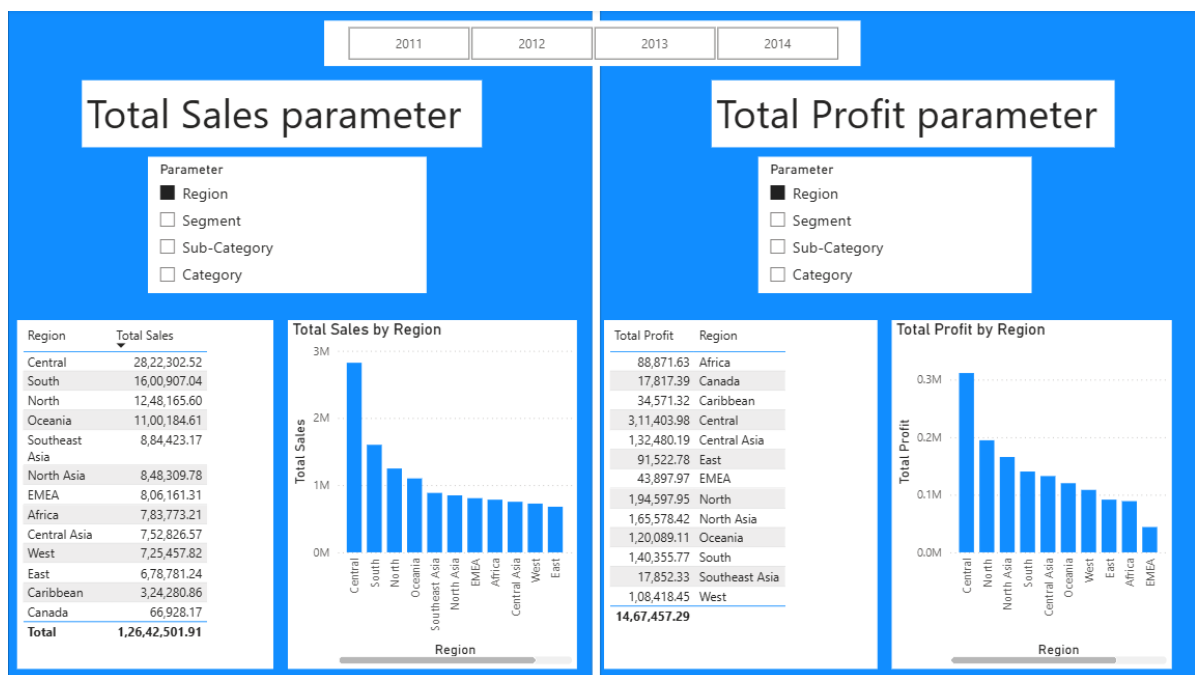 2011 2012 2013 2014
Total Sales parameter
Parameter
Region
Segment
Sub-Category
Category
Region Total Sales
Central 28,22,302.52
South 16,00,907.04
North 12,48,165.60
Oceania 11,00,184.61
Southeast 8,84,423.17
Asia
North Asia 8,48,309.78
EMEA 8,06,161.31
Africa 7,83,773.21
Central Asia 7,52,826.57
West 7,25,457.82
East 6,78,781.24
Caribbean 3,24,280.86
Canada 66,928.17
Total 1,26,42,501.91
Total Sales by Region
Total Sales
3M
2M
1M
0M
Central South North Oceania Southeast Asia North Asia EMEA Africa Central Asia West East
Region
Total Profit parameter
Parameter
Region
Segment
Sub-Category
Category
Total Profit Region
88,871.63 Africa
17,817.39 Canada
34,571.32 Caribbean
3,11,403.98 Central
1,32,480.19 Central Asia
91,522.78 East
43,897.97 EMEA
1,94,597.95 North
1,65,578.42 North Asia
1,20,089.11 Oceania
1,40,355.77 South
17,852.33 Southeast Asia
1,08,418.45 West
14,67,457.29
Total Profit by Region
Total Profit
0.3M
0.2M
0.1M
0.0M
Central North North Asia South Central Asia Oceania West East Africa EMEA
Region